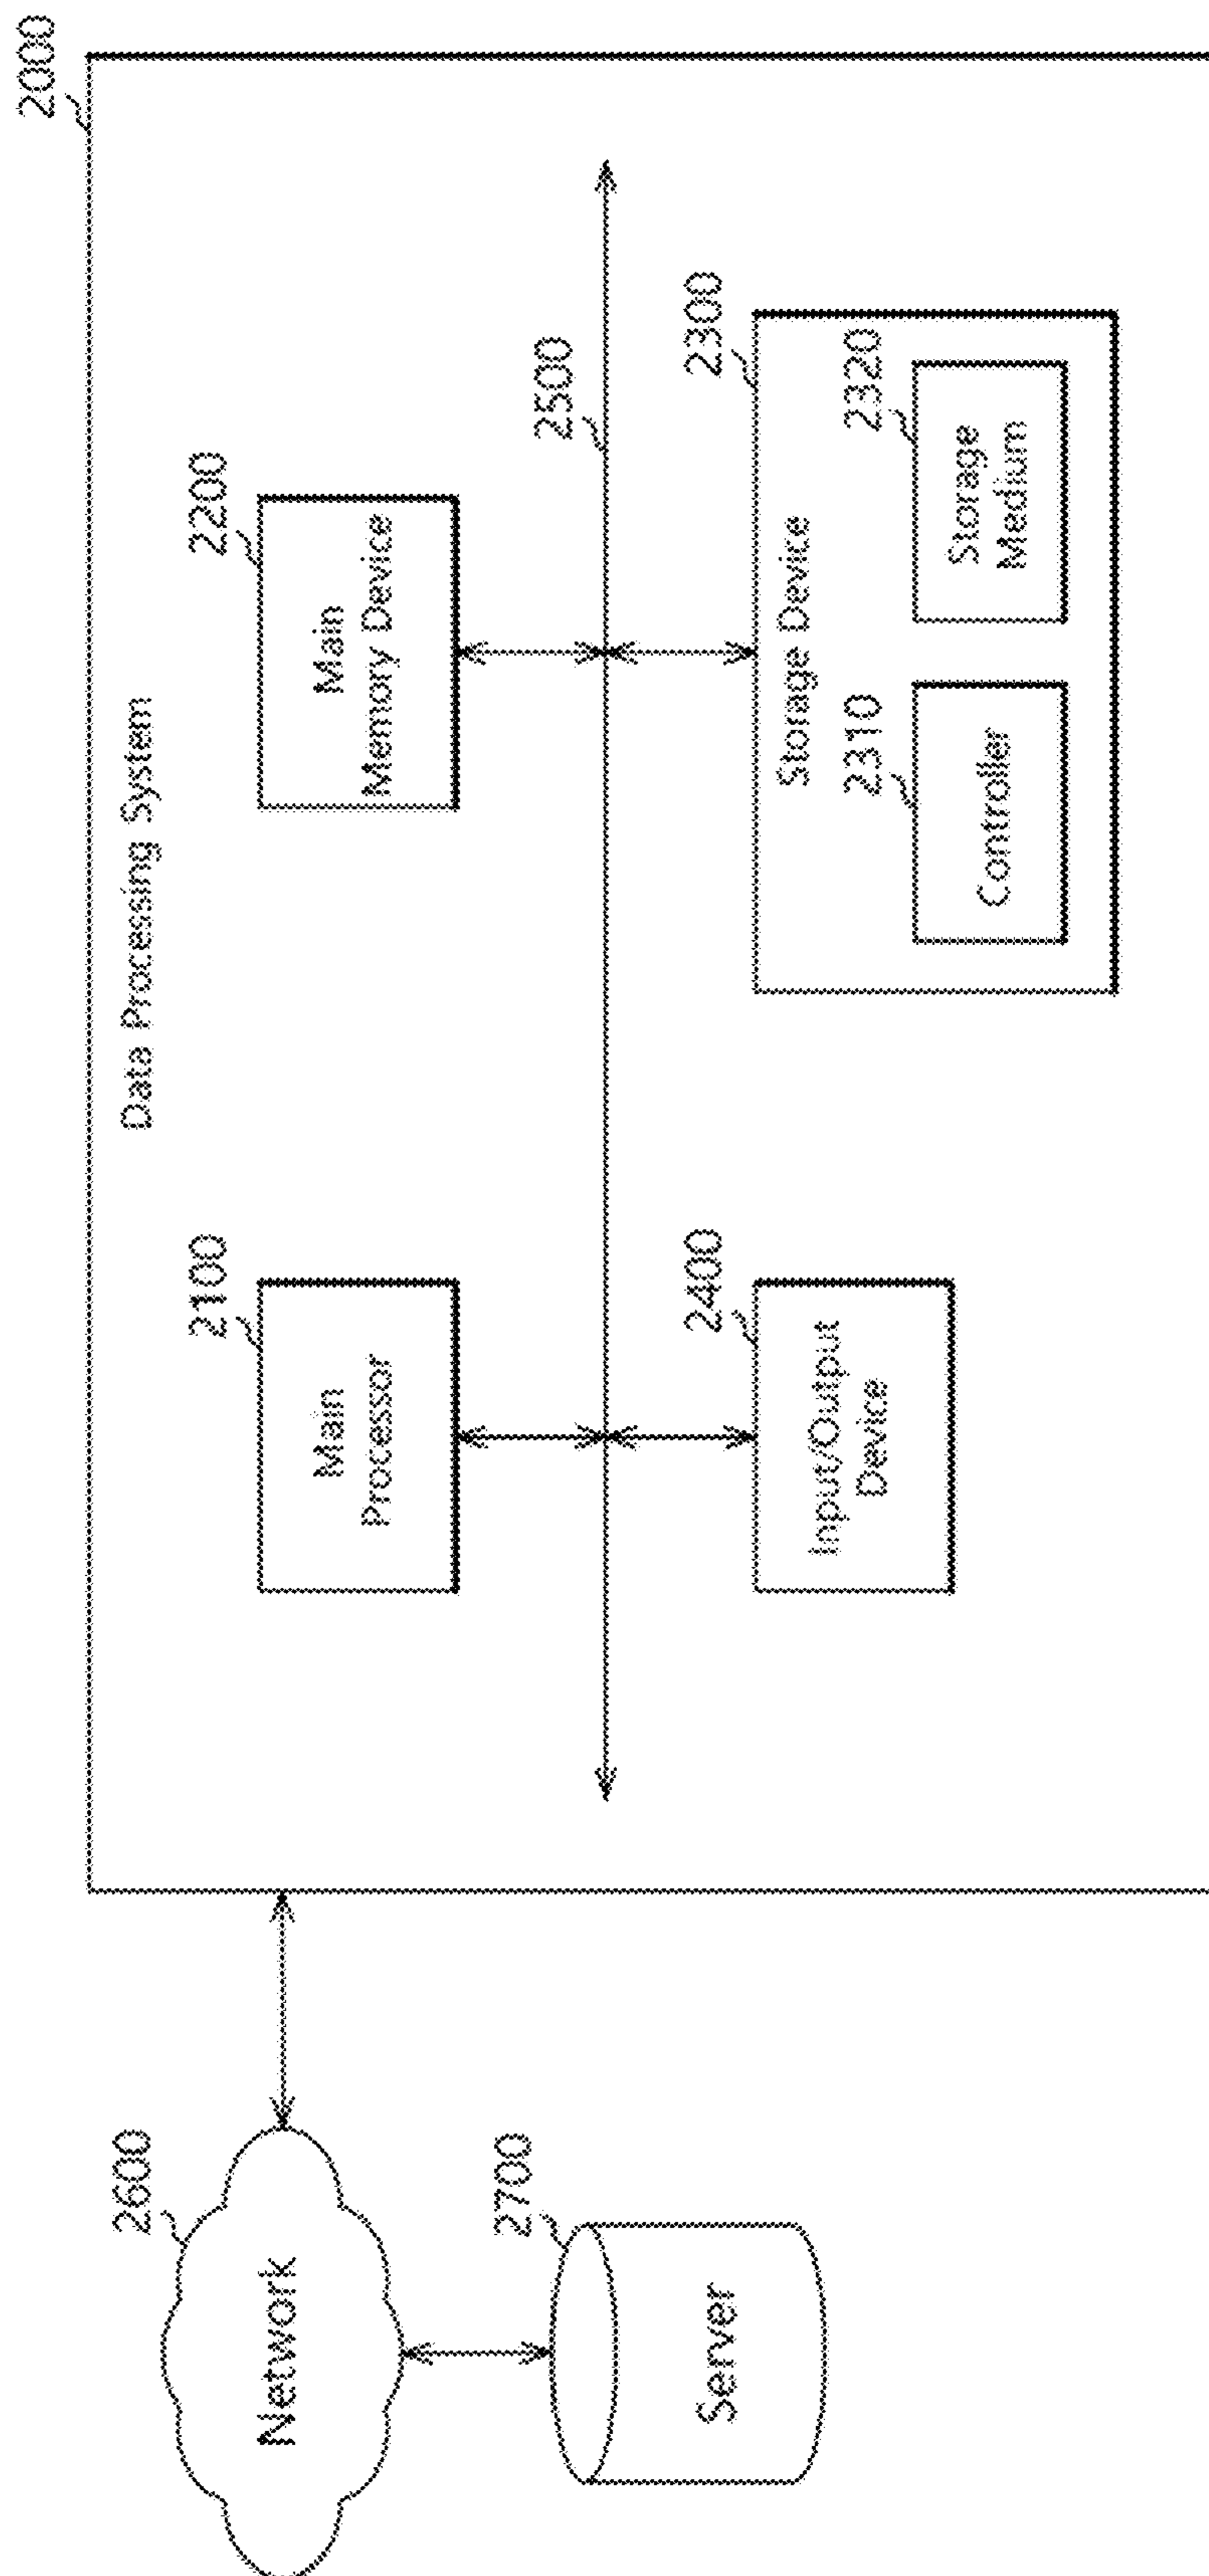 2000
Data Processing System
2600
Network
2700
Server
2100
Main
Processor
2200
Main
Memory Device
2500
2400
Input/Output
Device
2300
Storage Device
2310
Controller
2320
Storage
Medium